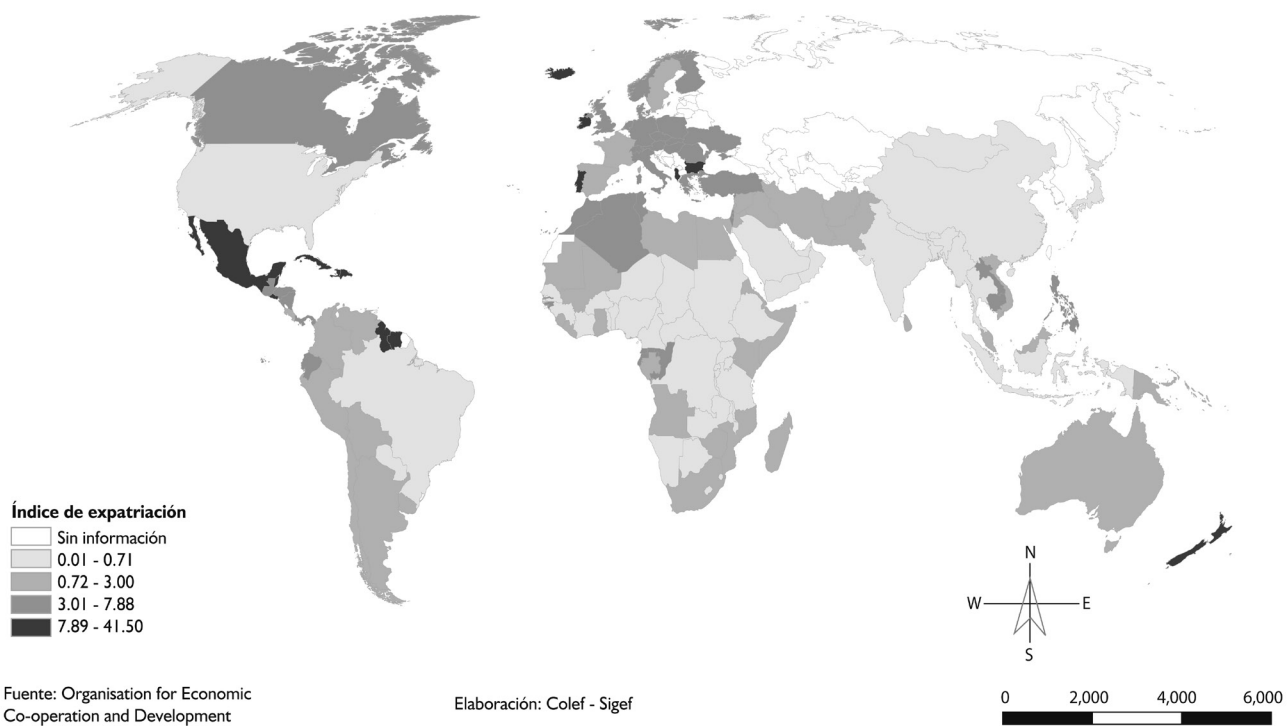 Índice de expatriación
Sin información
0.01 - 0.71
0.72 - 3.00
3.01 - 7.88
7.89 - 41.50
N
W
E
S
Fuente: Organisation for Economic
Co-operation and Development
Elaboración: Colef - Sigef
0 2,000 4,000 6,000